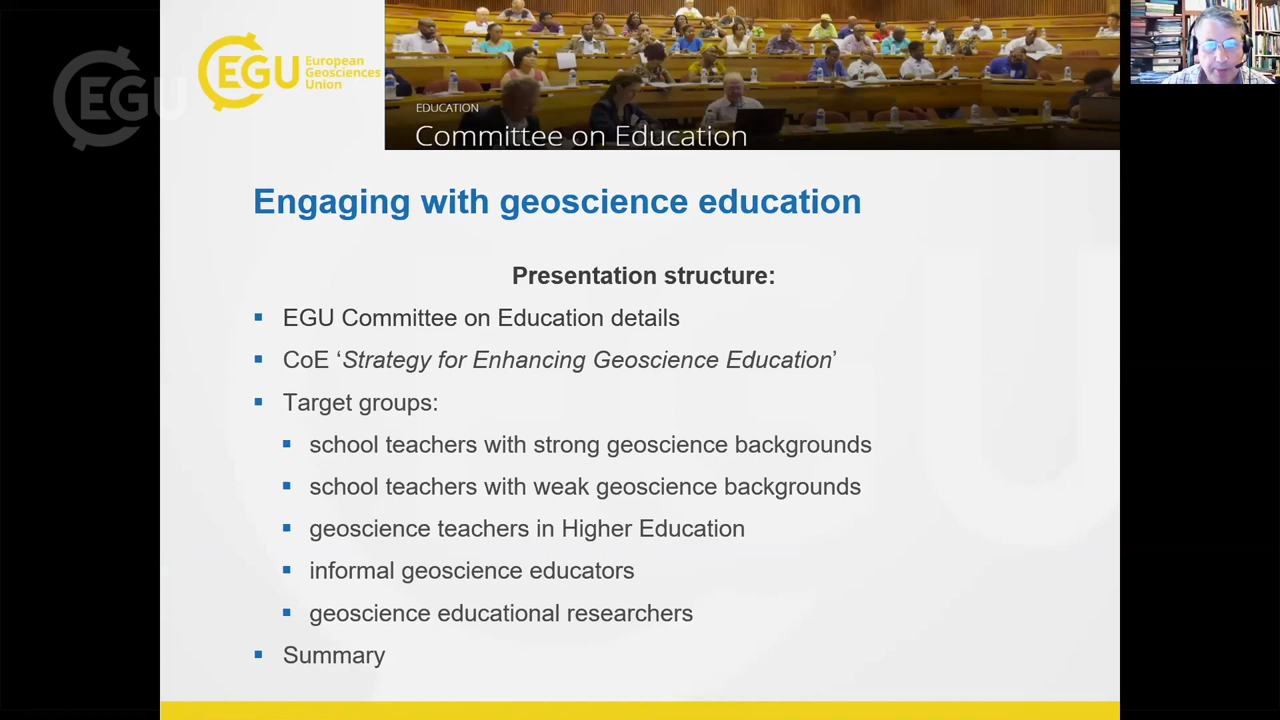 EGU
EGU
European
Geosciences
Union
EDUCATION
Committee on Education
Engaging with geoscience education
Presentation structure:
EGU Committee on Education details
CoE ‘Strategy for Enhancing Geoscience Education’
Target groups:
school teachers with strong geoscience backgrounds
school teachers with weak geoscience backgrounds
geoscience teachers in Higher Education
informal geoscience educators
geoscience educational researchers
Summary